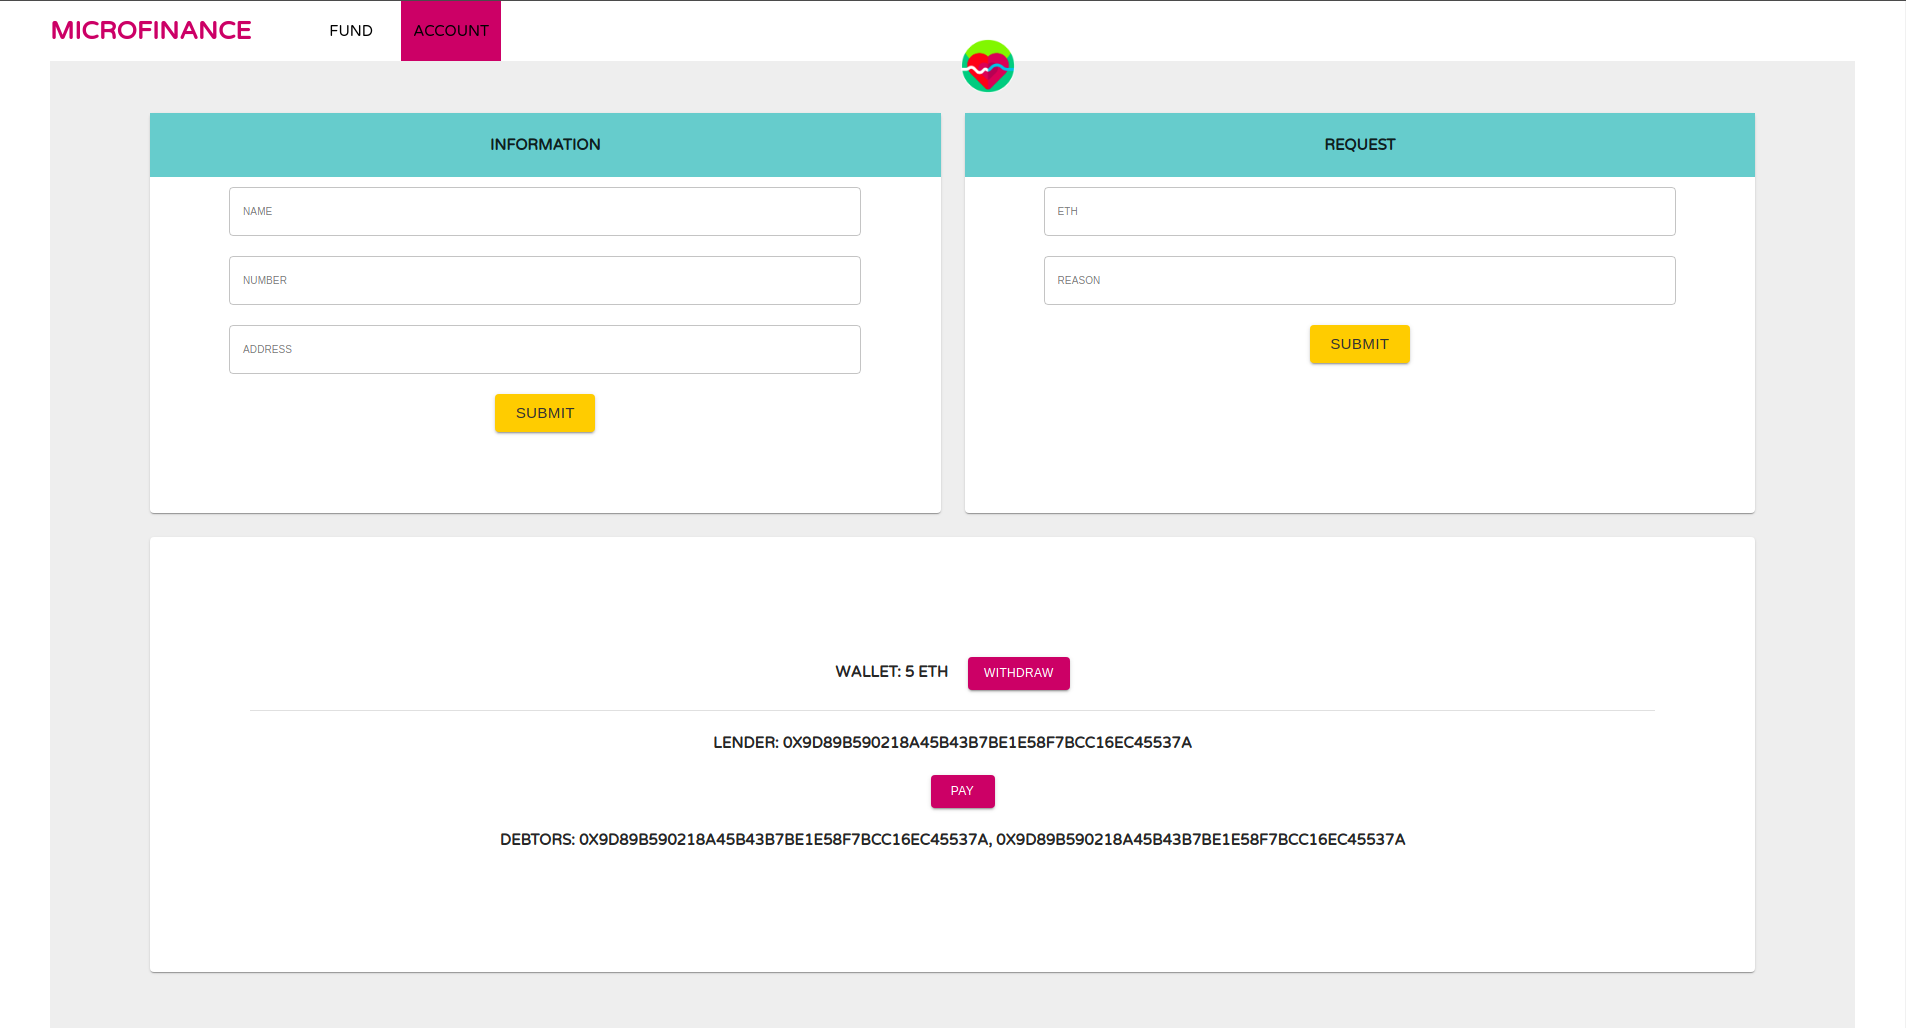 MICROFINANCE
FUND
ACCOUNT
INFORMATION
NAME
NUMBER
ADDRESS
SUBMIT
REQUEST
ETH
REASON
SUBMIT
WALLET: 5 ETH
WITHDRAW
LENDER: 0X9D89B590218A45B43B7BE1E58F7BCC16EC45537A
PAY
DEBTORS: 0X9D89B590218A45B43B7BE1E58F7BCC16EC45537A, 0X9D89B590218A45B43B7BE1E58F7BCC16EC45537A